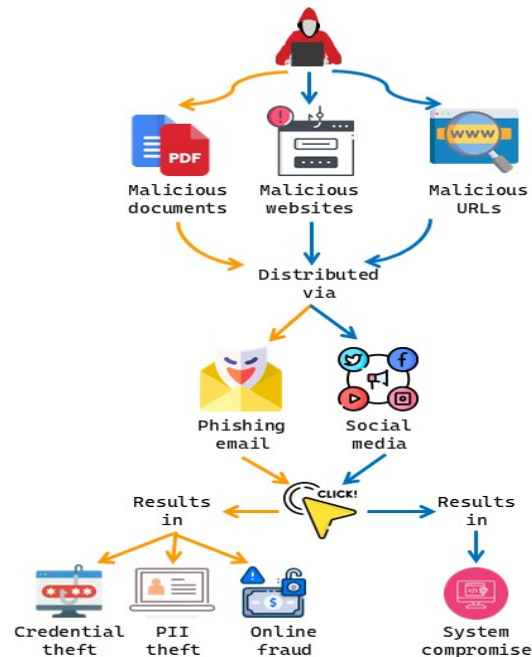 PDF
www
Malicious
documents
Malicious
websites
Malicious
URLs
Distributed
via
Phishing
email
Social
media
CLICK!
Results
in
Results
in
Credential
theft
PII
theft
Online
fraud
System
compromise